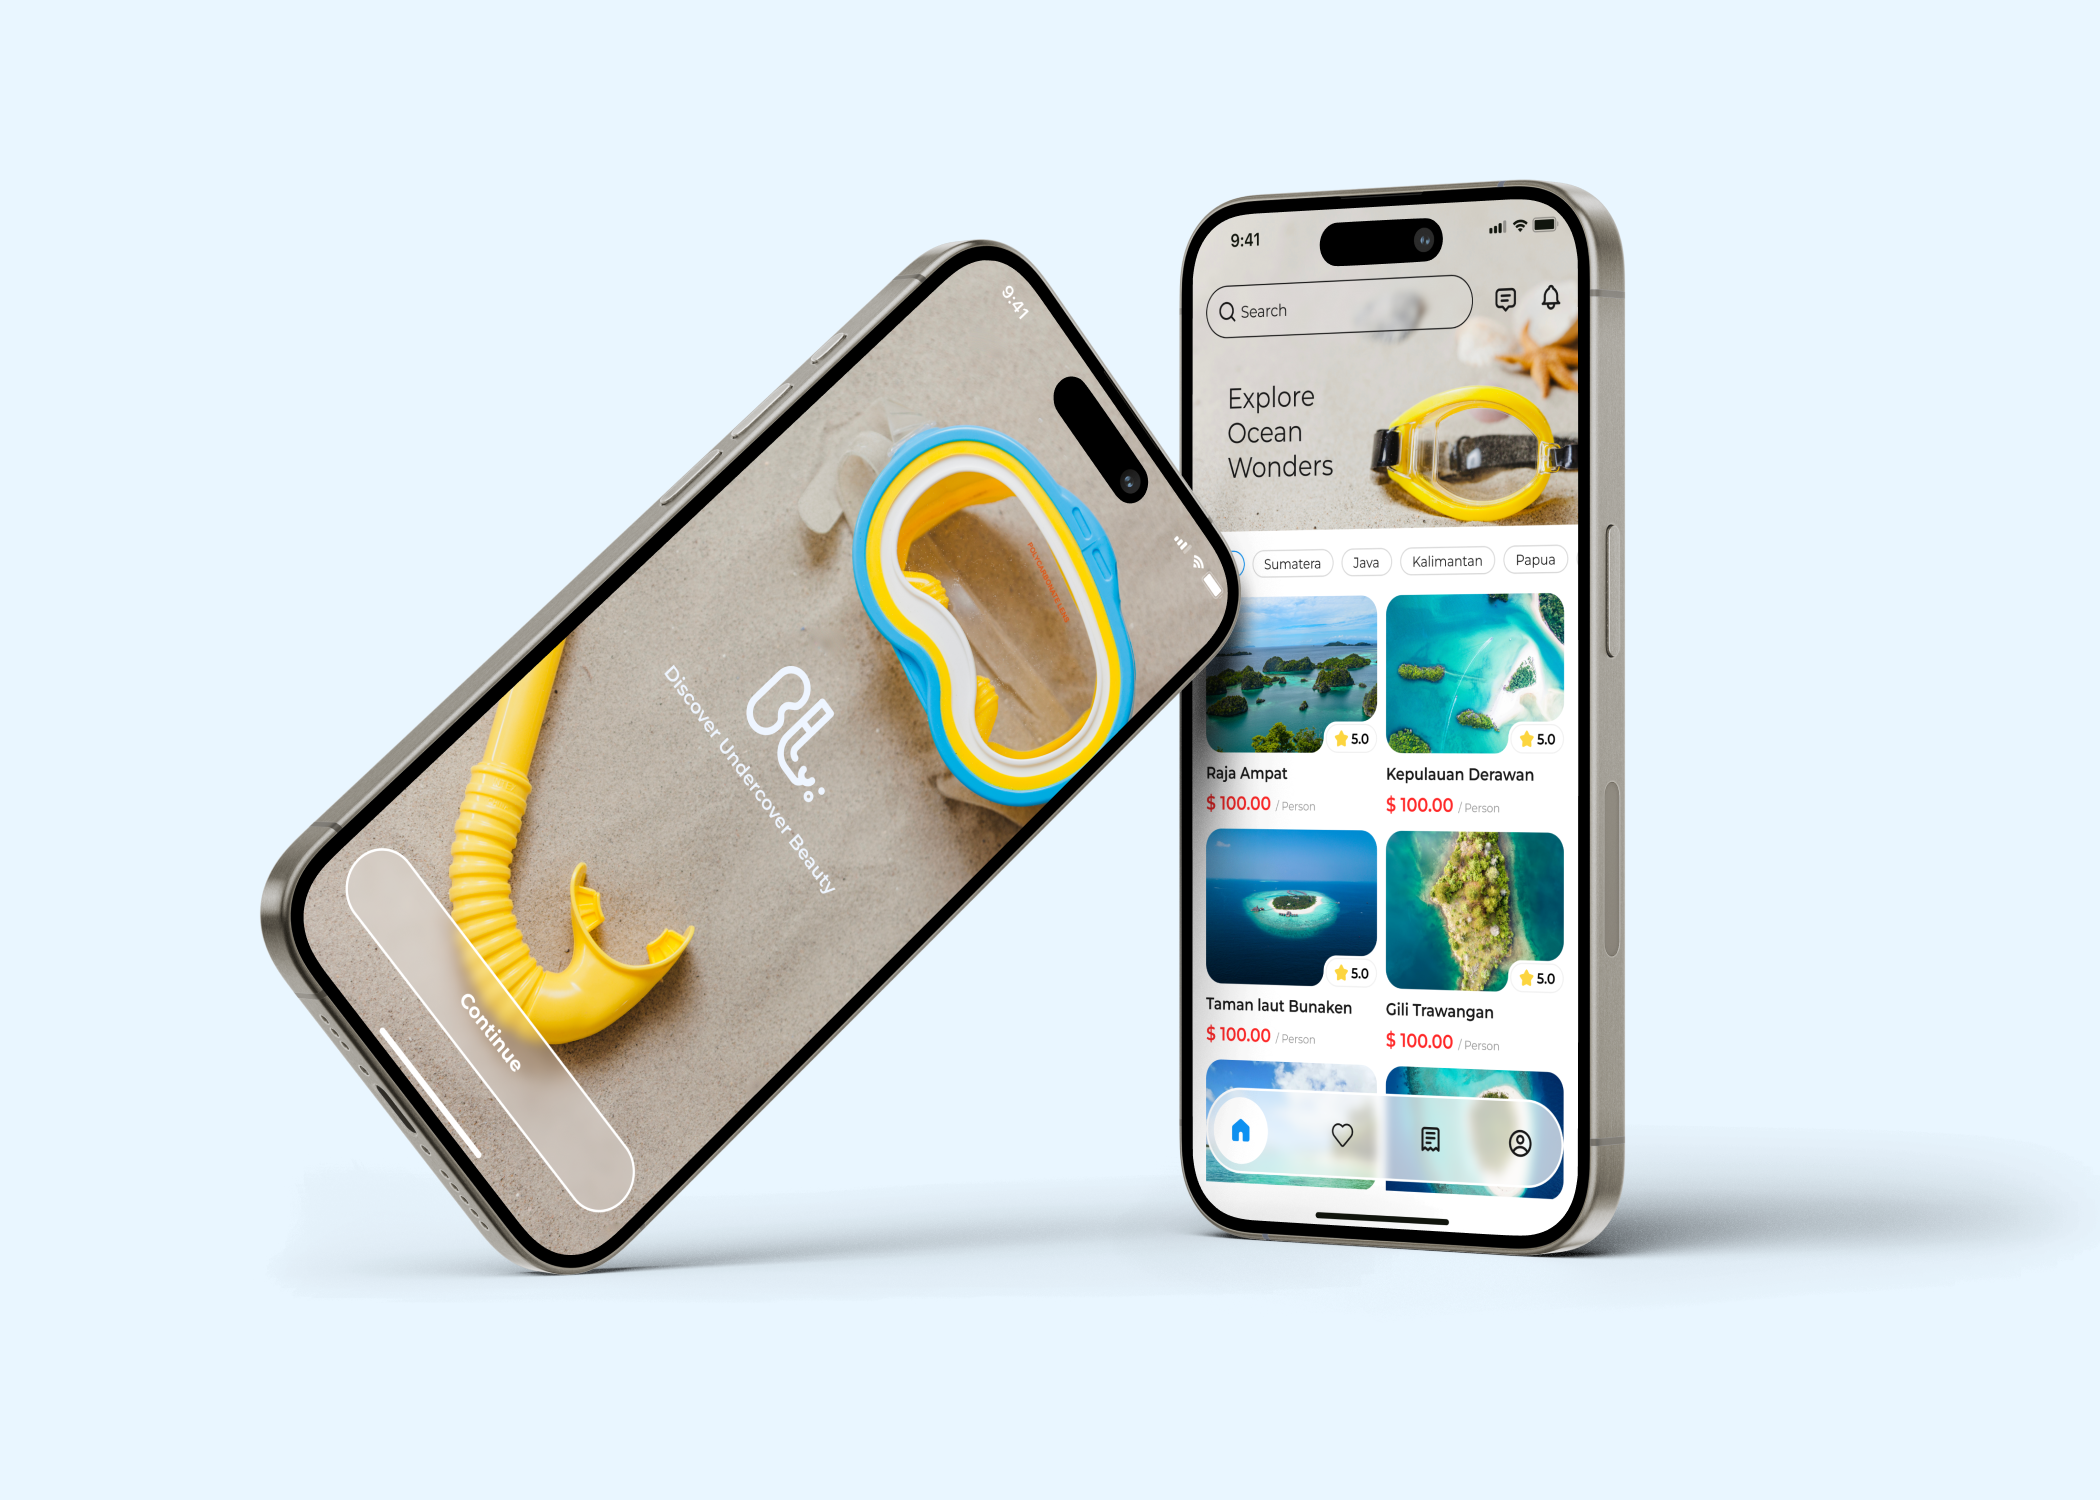 9:41
Discover Undercover Beauty
Continue
9:41
Search
Explore
Ocean
Wonders
Sumatera
Java
Kalimantan
Papua
5.0
5.0
Raja Ampat
Kepulauan Derawan
$ 100.00 / Person
$ 100.00 / Person
5.0
5.0
Taman laut Bunaken
Gili Trawangan
$ 100.00 / Person
$ 100.00 / Person